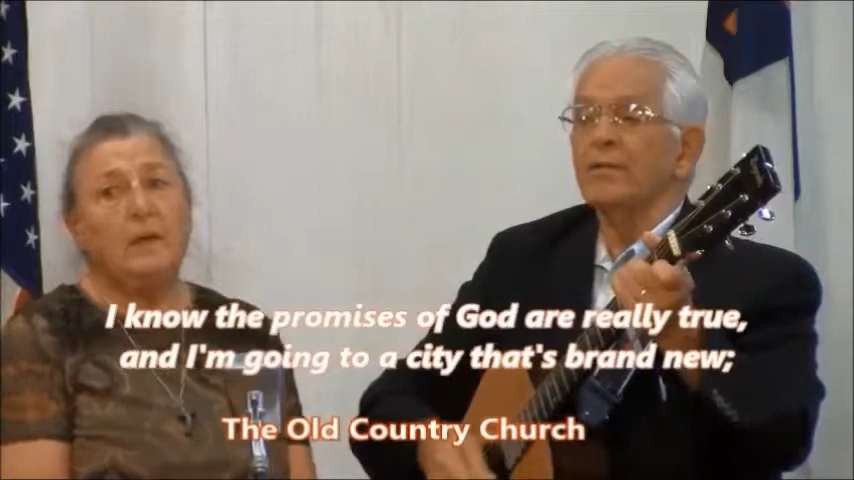 I know the promises of God are really true,
and I'm going to a city that's brand new;
The Old Country Church